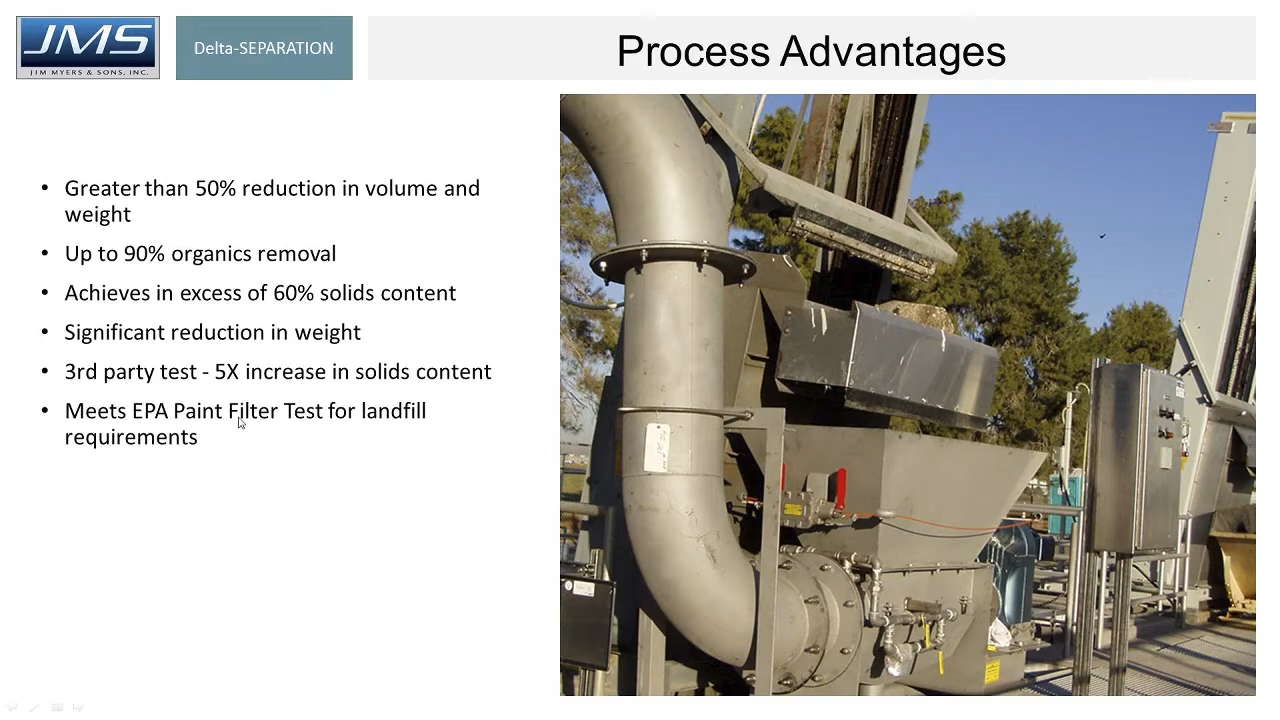 JMS
JIM MYERS & SONS, INC.
Delta-SEPARATION
Process Advantages
• Greater than 50% reduction in volume and
weight
• Up to 90% organics removal
• Achieves in excess of 60% solids content
• Significant reduction in weight
• 3rd party test - 5X increase in solids content
• Meets EPA Paint Filter Test for landfill
requirements